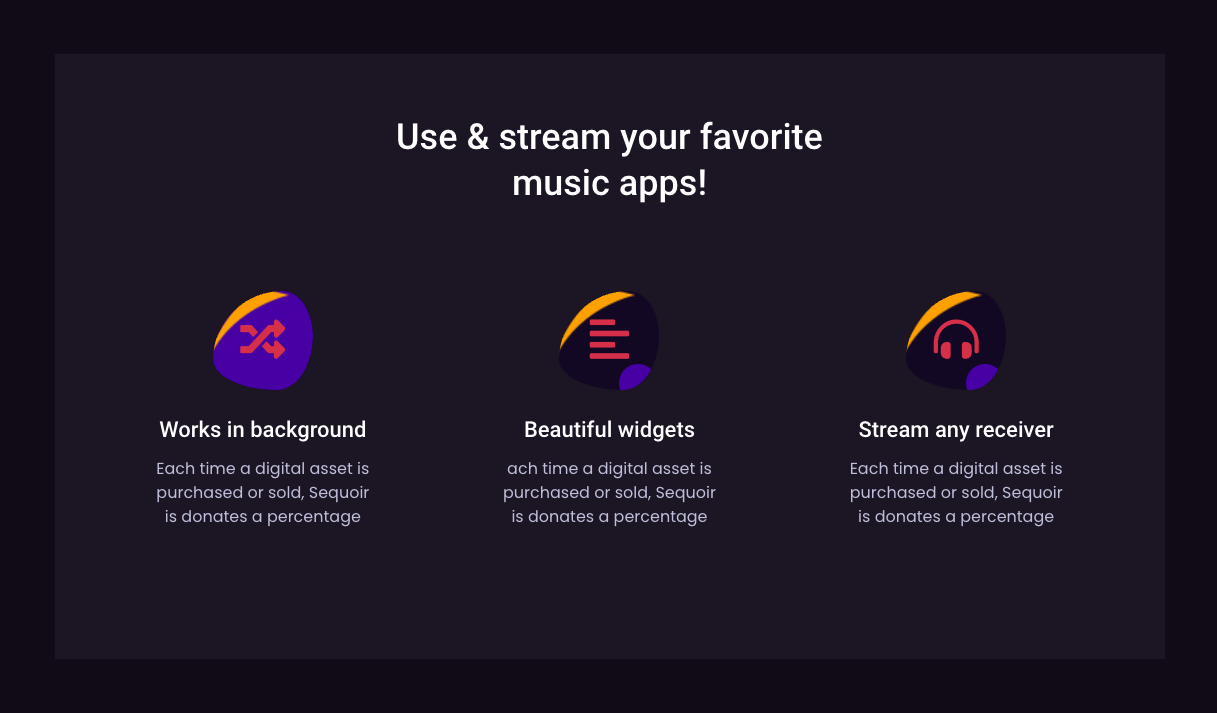 Use & stream your favorite
music apps!
Works in background
Each time a digital asset is
purchased or sold, Sequoir
is donates a percentage
Beautiful widgets
ach time a digital asset is
purchased or sold, Sequoir
is donates a percentage
Stream any receiver
Each time a digital asset is
purchased or sold, Sequoir
is donates a percentage